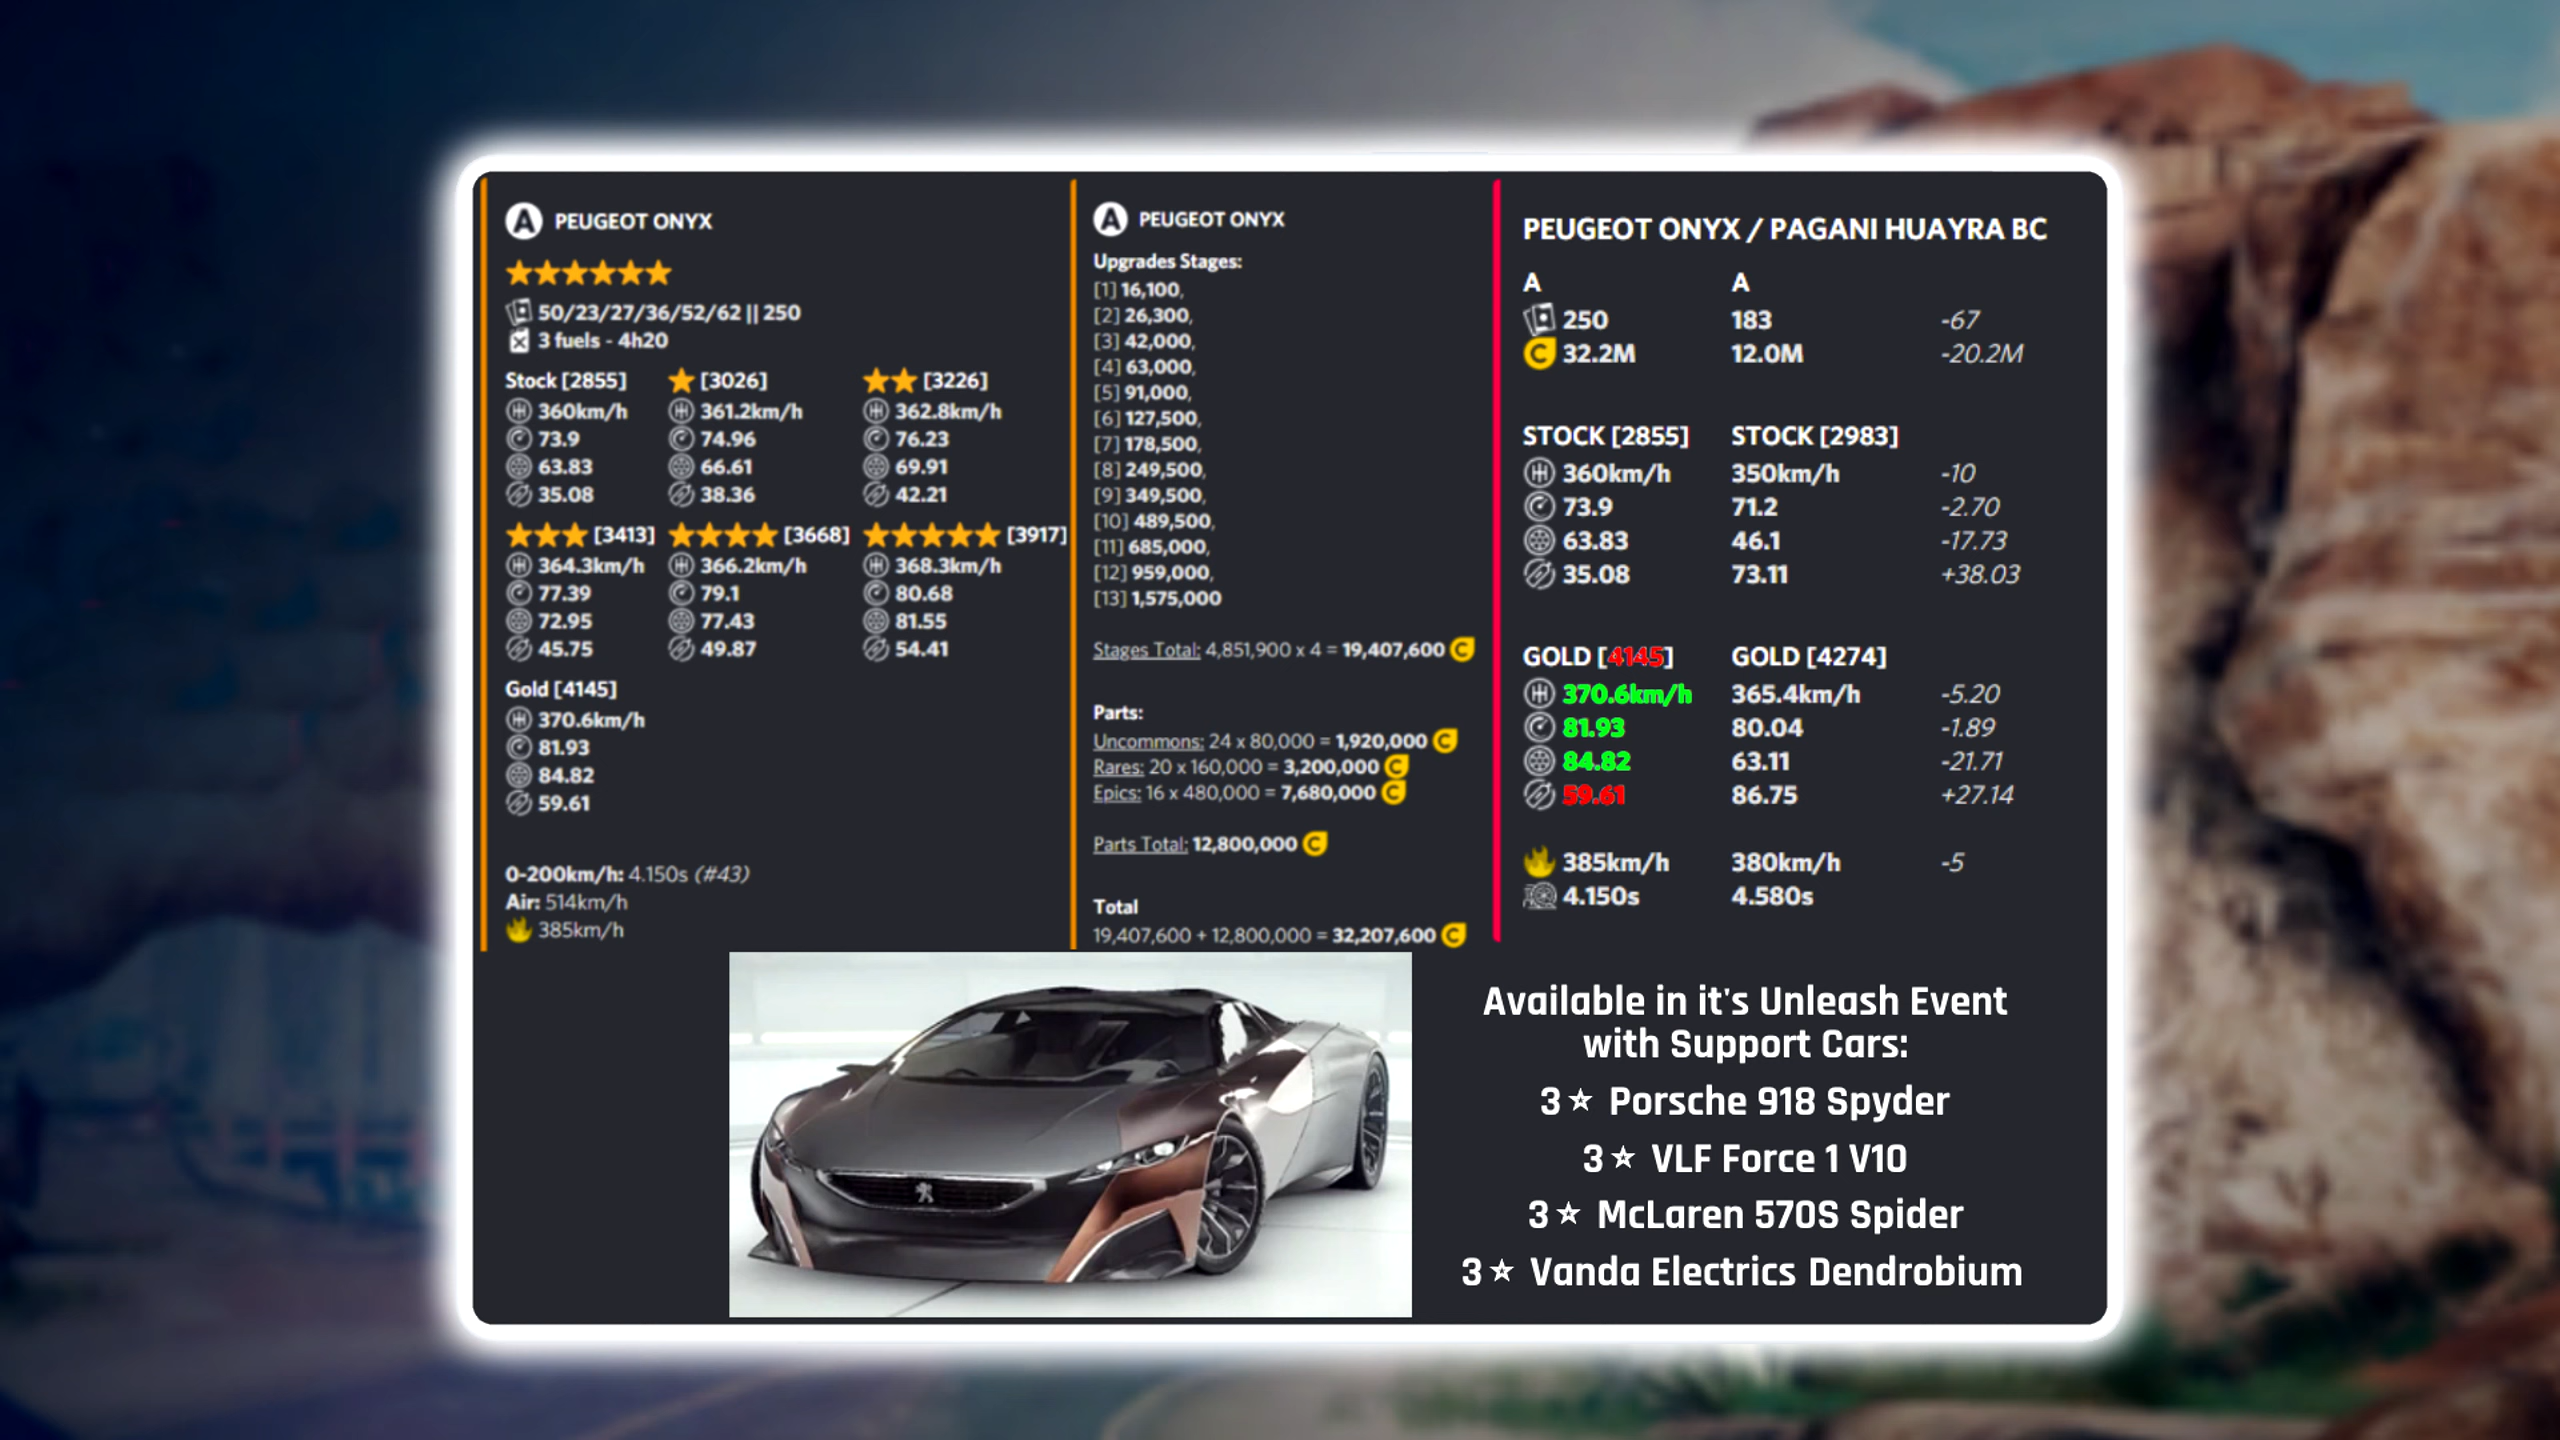 A PEUGEOT ONYX
★★★★★★
50/23/27/36/52/62 || 250
3 fuels - 4h20
Stock [2855] ★ [3026] ★★ [3226]
360km/h 361.2km/h 362.8km/h
73.9 74.96 76.23
63.83 66.61 69.91
35.08 38.36 42.21
★★★ [3413] ★★★★ [3668] ★★★★★ [3917]
364.3km/h 366.2km/h 368.3km/h
77.39 79.1 80.68
72.95 77.43 81.55
45.75 49.87 54.41
Gold [4145]
370.6km/h
81.93
84.82
59.61
0-200km/h: 4.150s (#43)
Air: 514km/h
385km/h
A PEUGEOT ONYX
Upgrades Stages:
[1] 16,100,
[2] 26,300,
[3] 42,000,
[4] 63,000,
[5] 91,000,
[6] 127,500,
[7] 178,500,
[8] 249,500,
[9] 349,500,
[10] 489,500,
[11] 685,000,
[12] 959,000,
[13] 1,575,000
Stages Total: 4,851,900 x 4 = 19,407,600 C
Parts:
Uncommons: 24 x 80,000 = 1,920,000 C
Rares: 20 x 160,000 = 3,200,000 C
Epics: 16 x 480,000 = 7,680,000 C
Parts Total: 12,800,000 C
Total
19,407,600 + 12,800,000 = 32,207,600 C
PEUGEOT ONYX / PAGANI HUAYRA BC
A A
250 183 -67
C 32.2M 12.0M -20.2M
STOCK [2855] STOCK [2983]
360km/h 350km/h -10
73.9 71.2 -2.70
63.83 46.1 -17.73
35.08 73.11 +38.03
GOLD [4145] GOLD [4274]
370.6km/h 365.4km/h -5.20
81.93 80.04 -1.89
84.82 63.11 -21.71
59.61 86.75 +27.14
385km/h 380km/h -5
4.150s 4.580s
Available in it's Unleash Event
with Support Cars:
3★ Porsche 918 Spyder
3★ VLF Force 1 V10
3★ McLaren 570S Spider
3★ Vanda Electrics Dendrobium